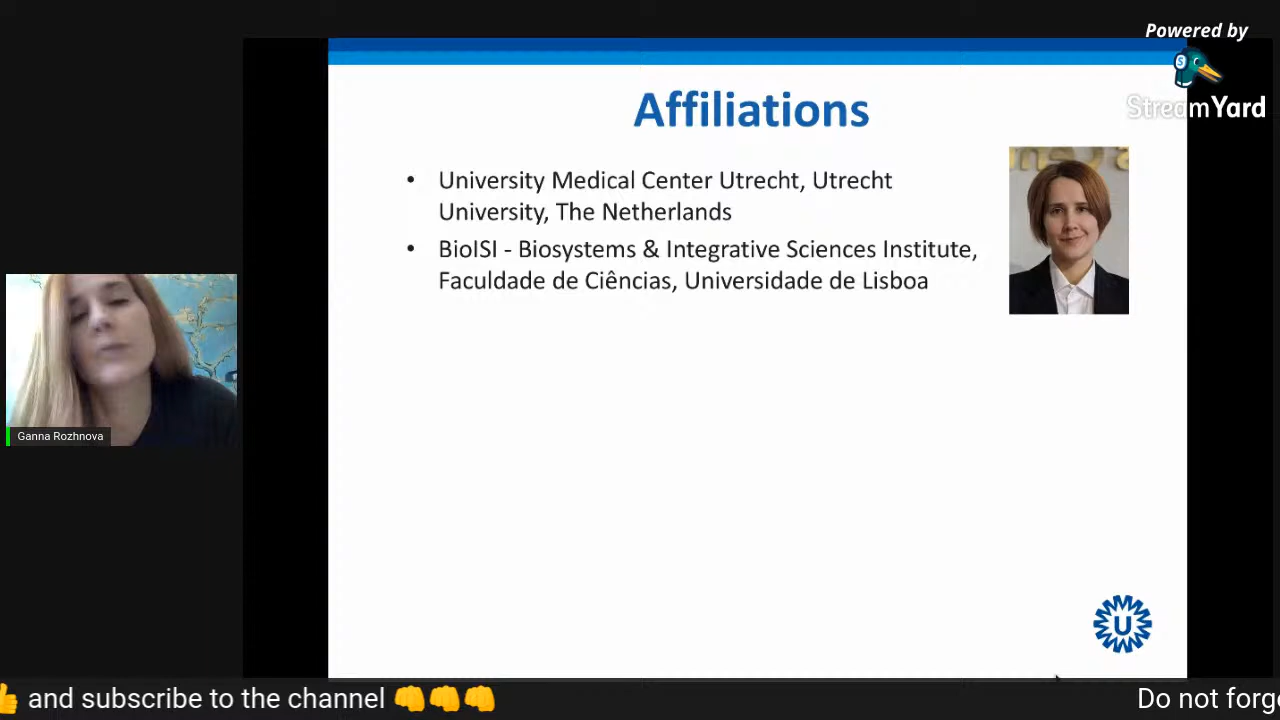 Powered by
StreamYard
Affiliations
• University Medical Center Utrecht, Utrecht
University, The Netherlands
• BioISI - Biosystems & Integrative Sciences Institute,
Faculdade de Ciências, Universidade de Lisboa
Ganna Rozhnova
U
👍 and subscribe to the channel 👊👊👊
Do not forg